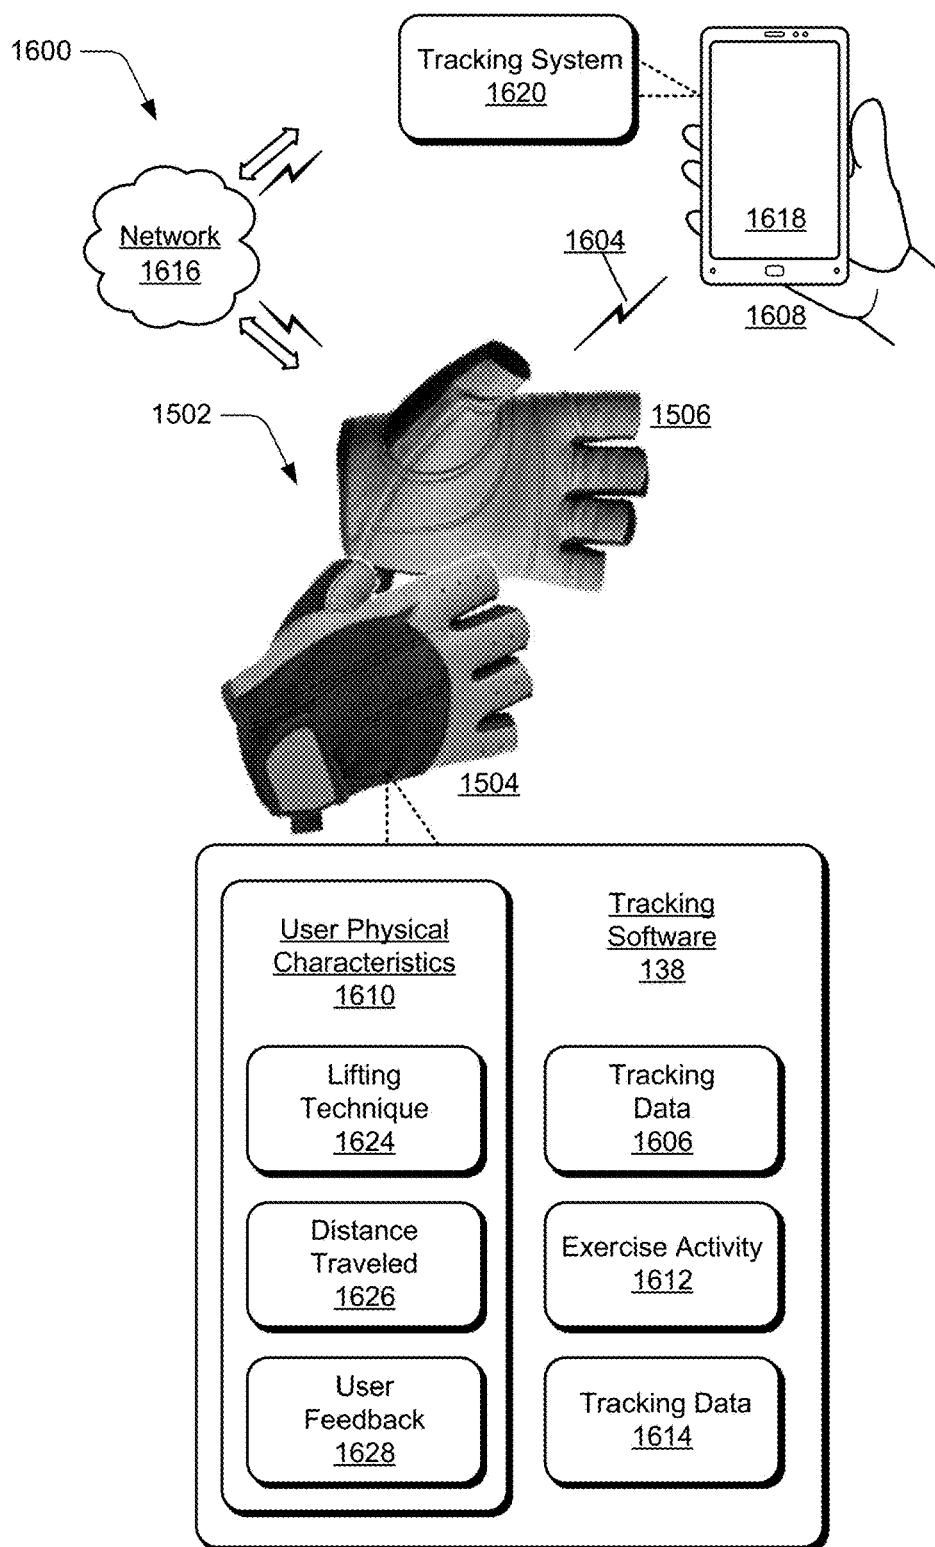 1600
Tracking System
1620
Network
1616
1618
1604
1608
1502
1506
1504
User Physical
Characteristics
1610
Tracking
Software
138
Lifting
Technique
1624
Tracking
Data
1606
Distance
Traveled
1626
Exercise Activity
1612
User
Feedback
1628
Tracking Data
1614